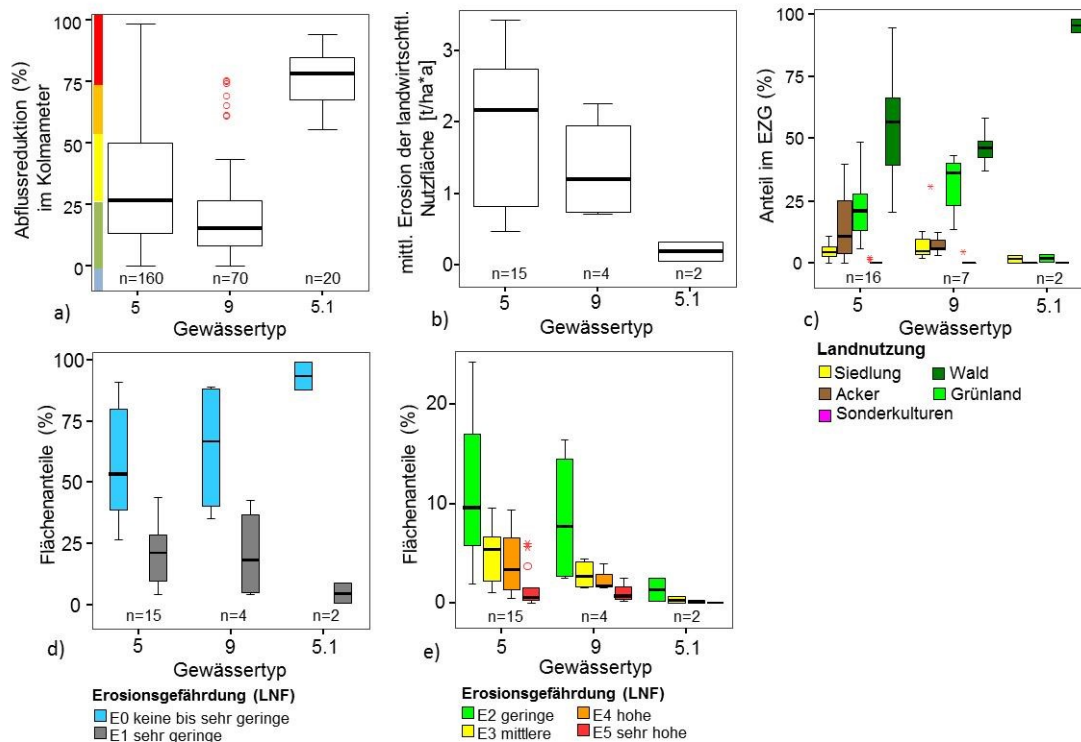 Abflussreduktion (%)
im Kolmameter
100
75
50
25
0
n=160
n=70
n=20
5
9
5.1
Gewässertyp
a)
mittl. Erosion der landwirtschftl.
Nutzfläche [t/ha*a]
3
2
1
0
n=15
n=4
n=2
5
9
5.1
Gewässertyp
b)
Anteil im EZG (%)
100
50
0
n=16
n=7
n=2
5
9
5.1
Gewässertyp
c)
Landnutzung
Siedlung
Wald
Acker
Grünland
Sonderkulturen
Flächenanteile (%)
100
75
50
25
0
n=15
n=4
n=2
5
9
5.1
Gewässertyp
d)
Erosionsgefährdung (LNF)
E0 keine bis sehr geringe
E1 sehr geringe
Flächenanteile (%)
20
10
0
n=15
n=4
n=2
5
9
5.1
Gewässertyp
e)
Erosionsgefährdung (LNF)
E2 geringe
E4 hohe
E3 mittlere
E5 sehr hohe